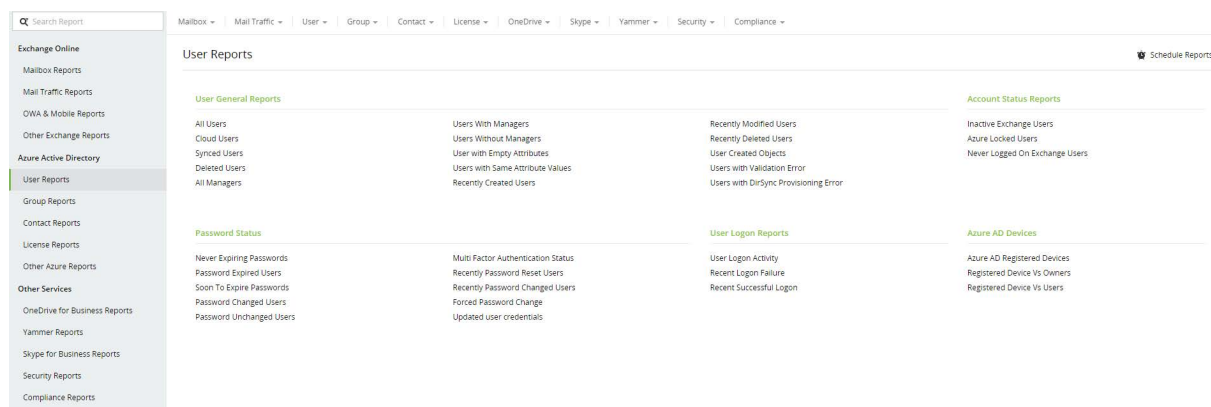 Search Report
Mailbox
Mail Traffic
User
Group
Contact
License
OneDrive
Skype
Yammer
Security
Compliance
Exchange Online
Mailbox Reports
Mail Traffic Reports
OWA & Mobile Reports
Other Exchange Reports
Azure Active Directory
User Reports
Group Reports
Contact Reports
License Reports
Other Azure Reports
Other Services
OneDrive for Business Reports
Yammer Reports
Skype for Business Reports
Security Reports
Compliance Reports
User Reports
Schedule Reports
User General Reports
All Users
Cloud Users
Synced Users
Deleted Users
All Managers
Users With Managers
Users Without Managers
User with Empty Attributes
Users with Same Attribute Values
Recently Created Users
Recently Modified Users
Recently Deleted Users
User Created Objects
Users with Validation Error
Users with DirSync Provisioning Error
Account Status Reports
Inactive Exchange Users
Azure Locked Users
Never Logged On Exchange Users
Password Status
Never Expiring Passwords
Password Expired Users
Soon To Expire Passwords
Password Changed Users
Password Unchanged Users
Multi Factor Authentication Status
Recently Password Reset Users
Recently Password Changed Users
Forced Password Change
Updated user credentials
User Logon Reports
User Logon Activity
Recent Logon Failure
Recent Successful Logon
Azure AD Devices
Azure AD Registered Devices
Registered Device Vs Owners
Registered Device Vs Users